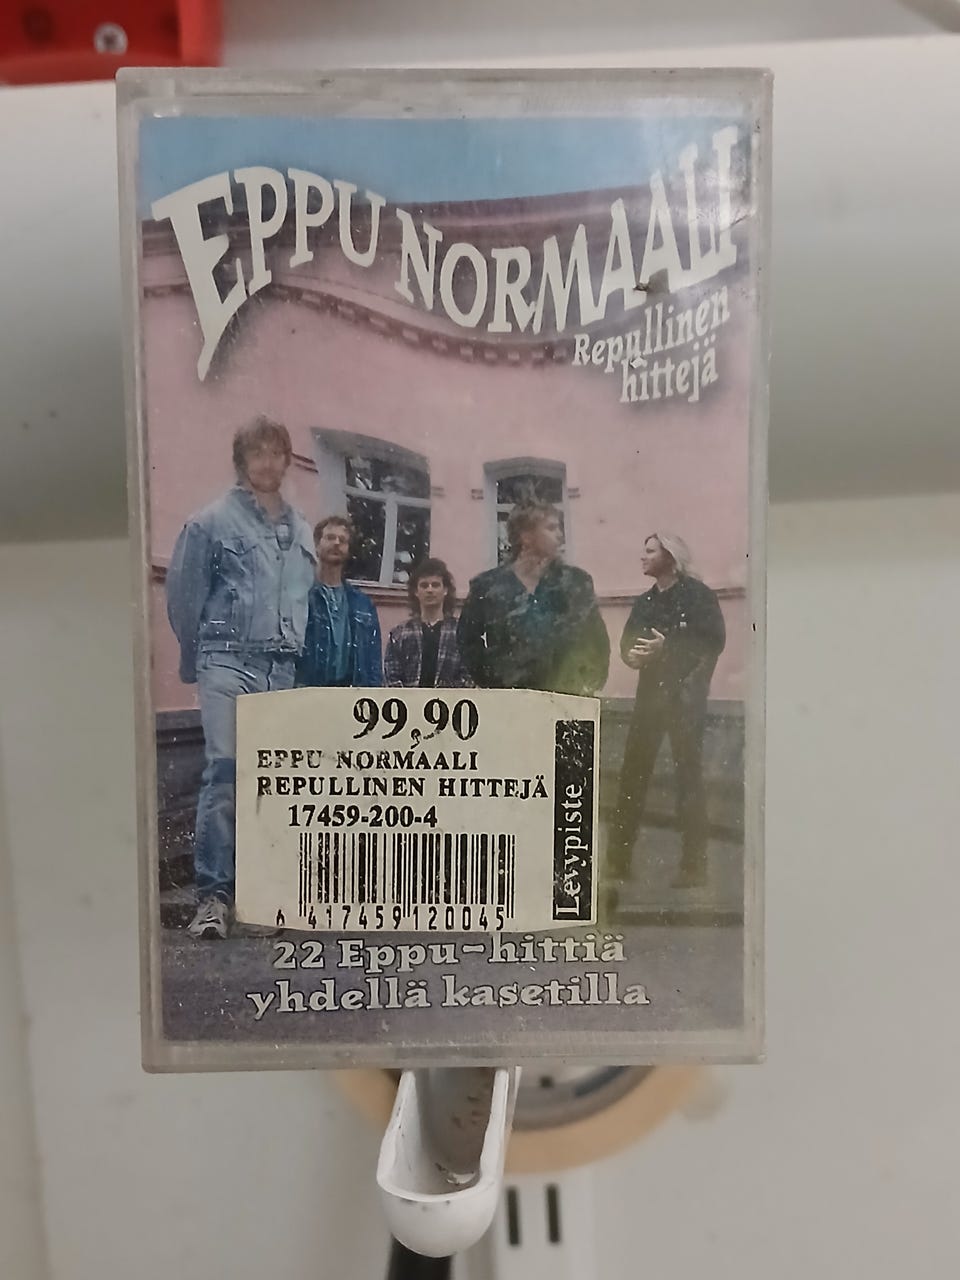 EPPU NORMAALI
Repullinen
hittejä
99,90
EPPU NORMAALI
REPULLINEN HITTEJÄ
17459-200-4
Levypiste
6 417459 120045
22 Eppu-hittiä
yhdellä kasetilla